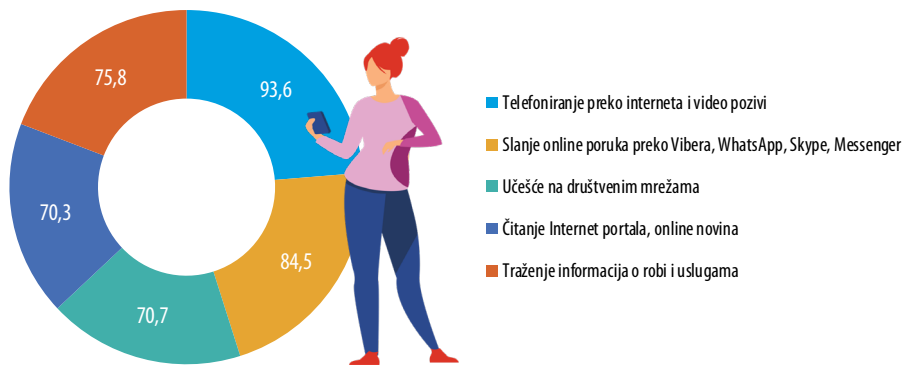 75,8
93,6
70,3
84,5
70,7
Telefoniranje preko interneta i video pozivi
Slanje online poruka preko Vibera, WhatsApp, Skype, Messenger
Učešće na društvenim mrežama
Čitanje Internet portala, online novina
Traženje informacija o robi i uslugama